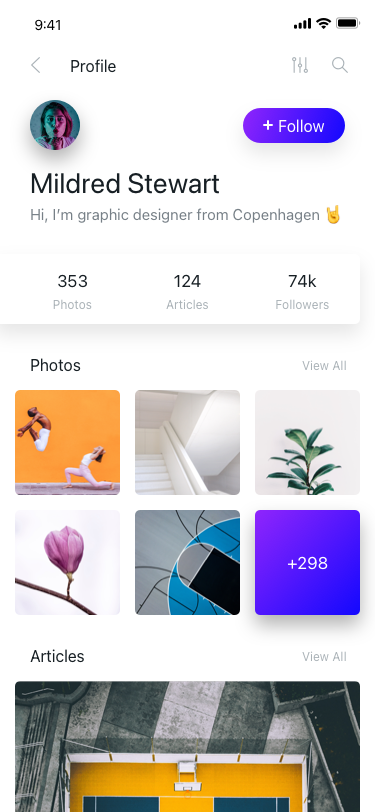 9:41
Profile
+ Follow
Mildred Stewart
Hi, I’m graphic designer from Copenhagen 🤘
353 124 74k
Photos Articles Followers
Photos View All
+298
Articles View All